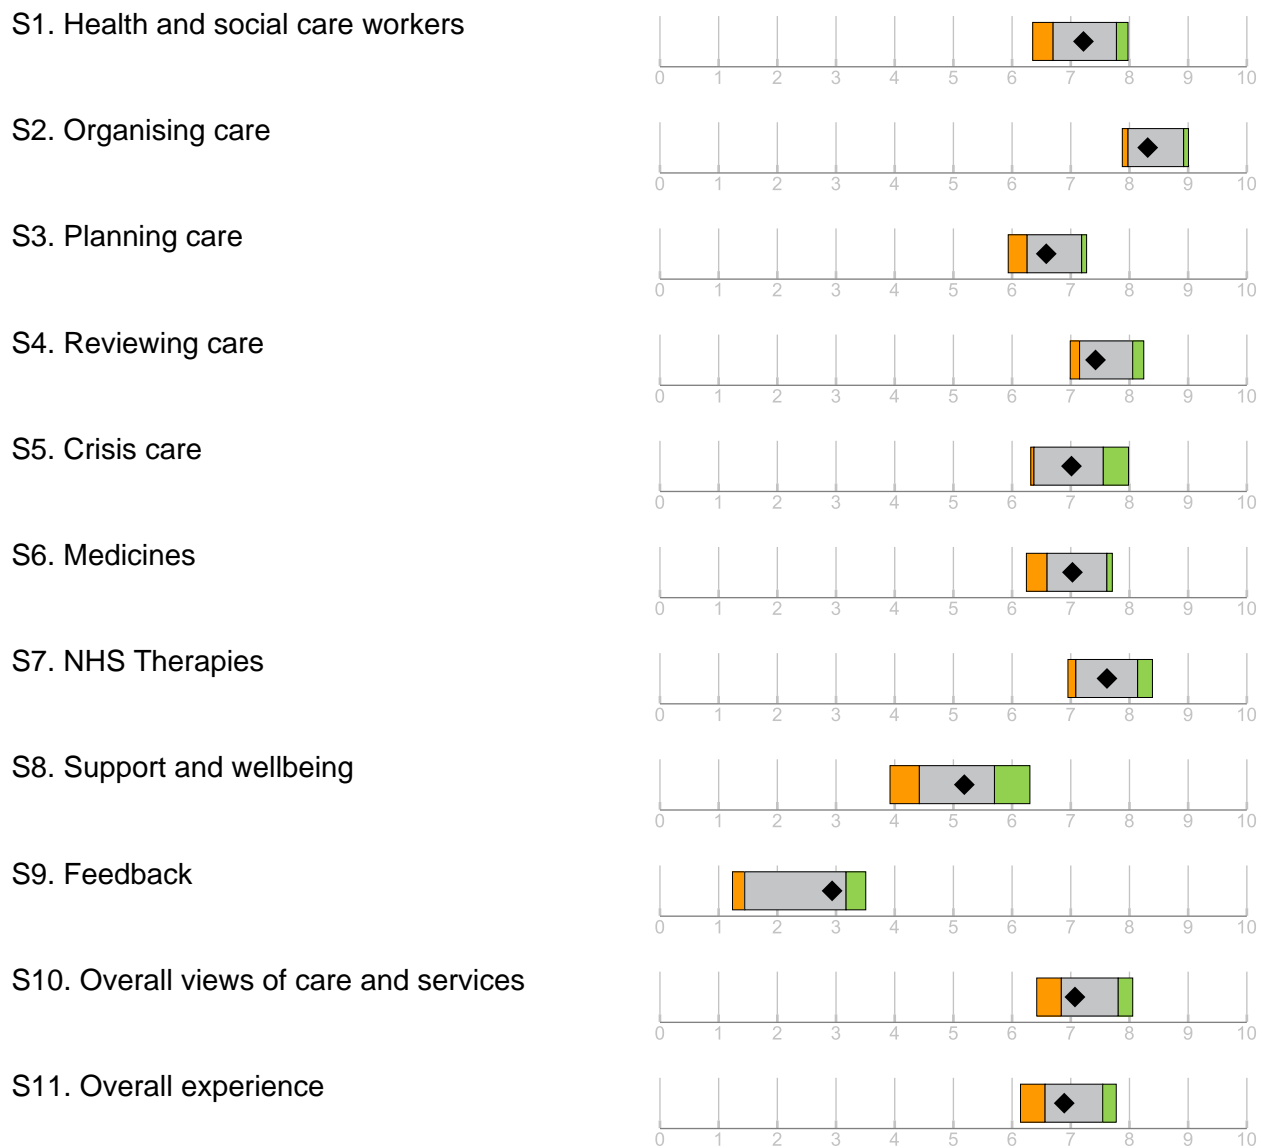 S1. Health and social care workers
0 1 2 3 4 5 6 7 8 9 10
S2. Organising care
0 1 2 3 4 5 6 7 8 9 10
S3. Planning care
0 1 2 3 4 5 6 7 8 9 10
S4. Reviewing care
0 1 2 3 4 5 6 7 8 9 10
S5. Crisis care
0 1 2 3 4 5 6 7 8 9 10
S6. Medicines
0 1 2 3 4 5 6 7 8 9 10
S7. NHS Therapies
0 1 2 3 4 5 6 7 8 9 10
S8. Support and wellbeing
0 1 2 3 4 5 6 7 8 9 10
S9. Feedback
0 1 2 3 4 5 6 7 8 9 10
S10. Overall views of care and services
0 1 2 3 4 5 6 7 8 9 10
S11. Overall experience
0 1 2 3 4 5 6 7 8 9 10